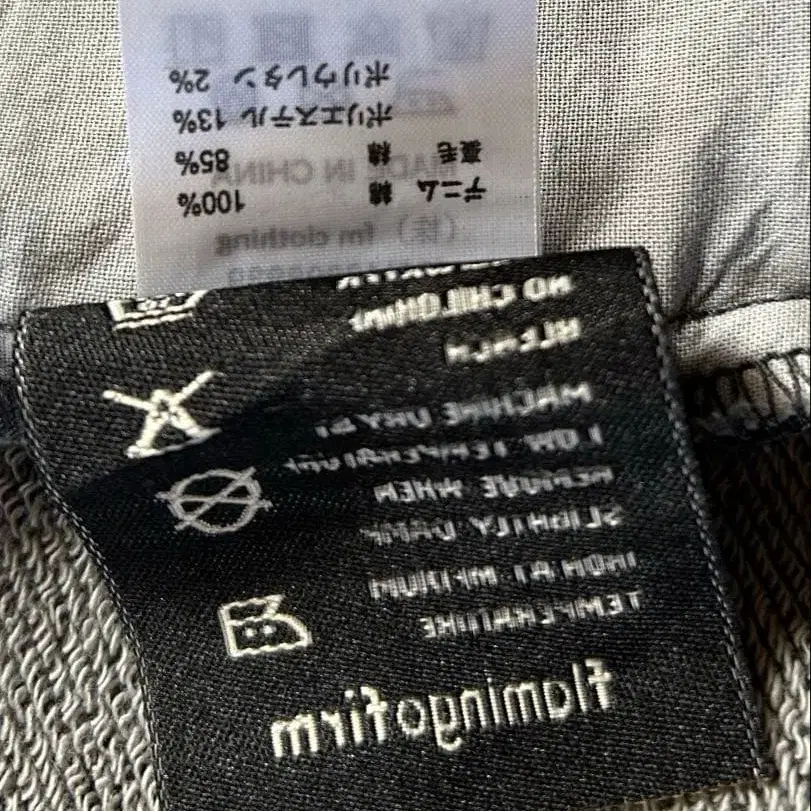 デニム 綿 100%
裏毛 綿 85%
ポリエステル 13%
ポリウレタン 2%
MADE IN CHINA
(株) fm clothing
NO CHLORINE
BLEACH
MACHINE DRY AT
LOW TEMPERATURE
REMOVE WHEN
SLIGHTLY DAMP
IRON AT MEDIUM
TEMPERATURE
flamingofirm